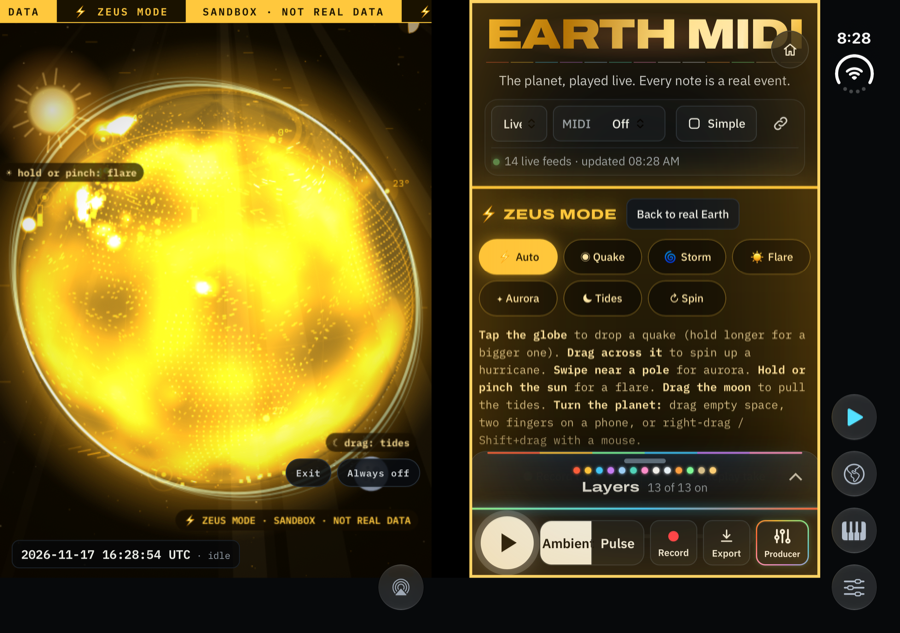 DATA ⚡ ZEUS MODE SANDBOX · NOT REAL DATA ⚡
0°
hold or pinch: flare
23°
drag: tides
Exit Always off
⚡ ZEUS MODE · SANDBOX · NOT REAL DATA
2026-11-17 16:28:54 UTC · idle
EARTH MIDI
The planet, played live. Every note is a real event.
Live MIDI Off Simple
14 live feeds · updated 08:28 AM
⚡ ZEUS MODE Back to real Earth
Auto Quake Storm Flare
Aurora Tides Spin
Tap the globe to drop a quake (hold longer for a
bigger one). Drag across it to spin up a
hurricane. Swipe near a pole for aurora. Hold or
pinch the sun for a flare. Drag the moon to pull
the tides. Turn the planet: drag empty space,
two fingers on a phone, or right-drag /
Shift+drag with a mouse.
Layers 13 of 13 on
Ambient Pulse Record Export Producer
8:28